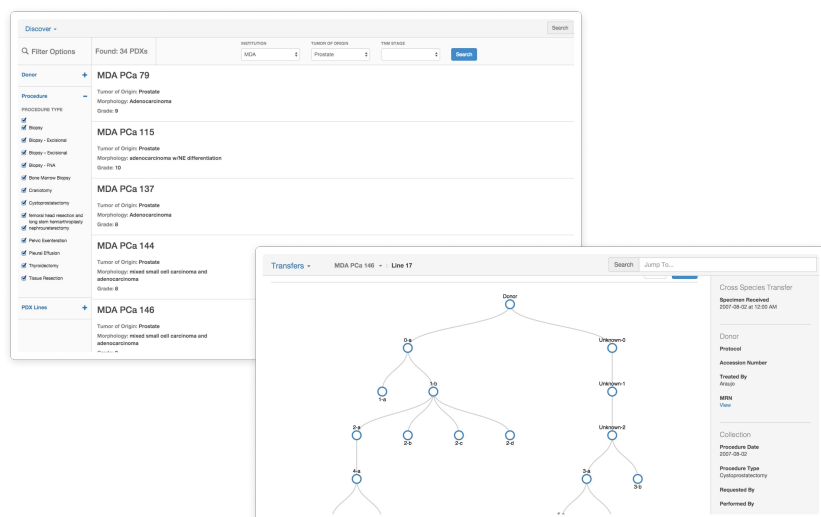 Discover
Search
Filter Options
Found: 34 PDXs
INSTITUTION
TUMOR OF ORIGIN
TNM STAGE
MDA
Prostate
Search
Donor +
Procedure –
PROCEDURE TYPE
Biopsy
Biopsy - Excisional
Biopsy – Excisional
Biopsy - FNA
Bone Marrow Biopsy
Craniotomy
Cystoprostatectomy
femoral head resection and
long stem hemiarthroplasty
nephroureterectomy
Pelvic Exenteration
Pleural Effusion
Thyroidectomy
Tissue Resection
PDX Lines +
MDA PCa 79
Tumor of Origin: Prostate
Morphology: Adenocarcinoma
Grade: 9
MDA PCa 115
Tumor of Origin: Prostate
Morphology: adenocarcinoma w/NE differentiation
Grade: 10
MDA PCa 137
Tumor of Origin: Prostate
Morphology: Adenocarcinoma
Grade: 8
MDA PCa 144
Tumor of Origin: Prostate
Morphology: mixed small cell carcinoma and
adenocarcinoma
Grade: 8
MDA PCa 146
Tumor of Origin: Prostate
Morphology: mixed small cell carcinoma and
adenocarcinoma
Transfers
MDA PCa 146 Line 17
Search
Jump To...
Donor
0-a
Unknown-0
1-a
1-b
Unknown-1
2-a
2-b
2-c
2-d
Unknown-2
4-a
3-a
3-b
Cross Species Transfer
Specimen Received
2007-08-02 at 12:00 AM
Donor
Protocol
Accession Number
Treated By
Araujo
MRN
View
Collection
Procedure Date
2007-08-02
Procedure Type
Cystoprostatectomy
Requested By
Performed By